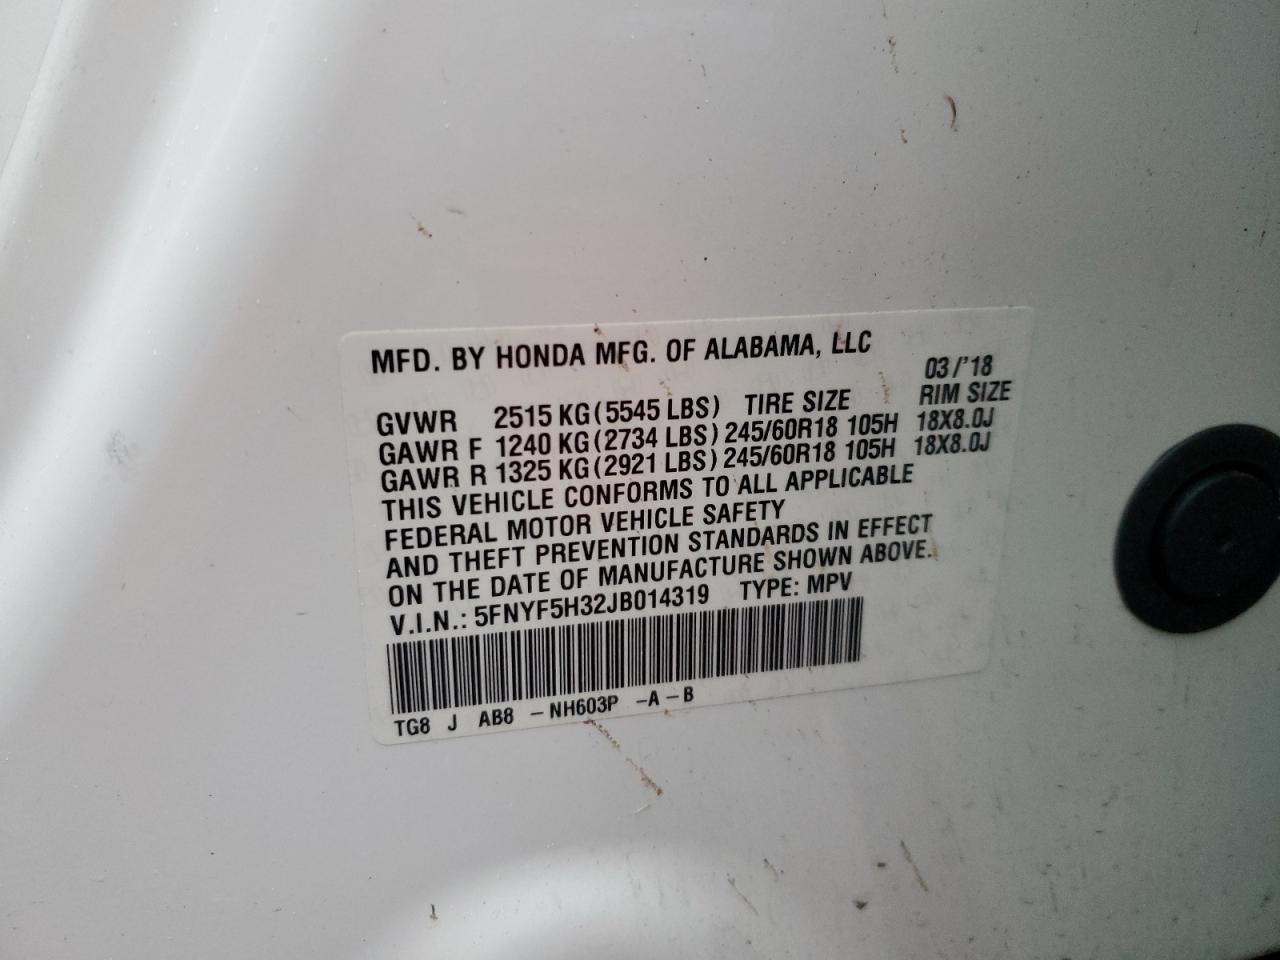 MFD. BY HONDA MFG. OF ALABAMA, LLC
03/'18
GVWR 2515 KG(5545 LBS) TIRE SIZE RIM SIZE
GAWR F 1240 KG(2734 LBS) 245/60R18 105H 18X8.0J
GAWR R 1325 KG(2921 LBS) 245/60R18 105H 18X8.0J
THIS VEHICLE CONFORMS TO ALL APPLICABLE
FEDERAL MOTOR VEHICLE SAFETY
AND THEFT PREVENTION STANDARDS IN EFFECT
ON THE DATE OF MANUFACTURE SHOWN ABOVE.
V.I.N.: 5FNYF5H32JB014319 TYPE: MPV
TG8 J AB8 -NH603P -A-B